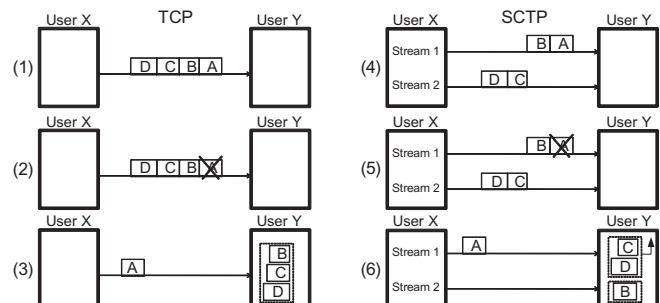 TCP
User X User Y
(1) D C B A
User X User Y
(2) D C B A
User X User Y
(3) A B
C
D
SCTP
User X User Y
(4) Stream 1 B A
Stream 2 D C
User X User Y
(5) Stream 1 B A
Stream 2 D C
User X User Y
(6) Stream 1 A C
D
Stream 2 B